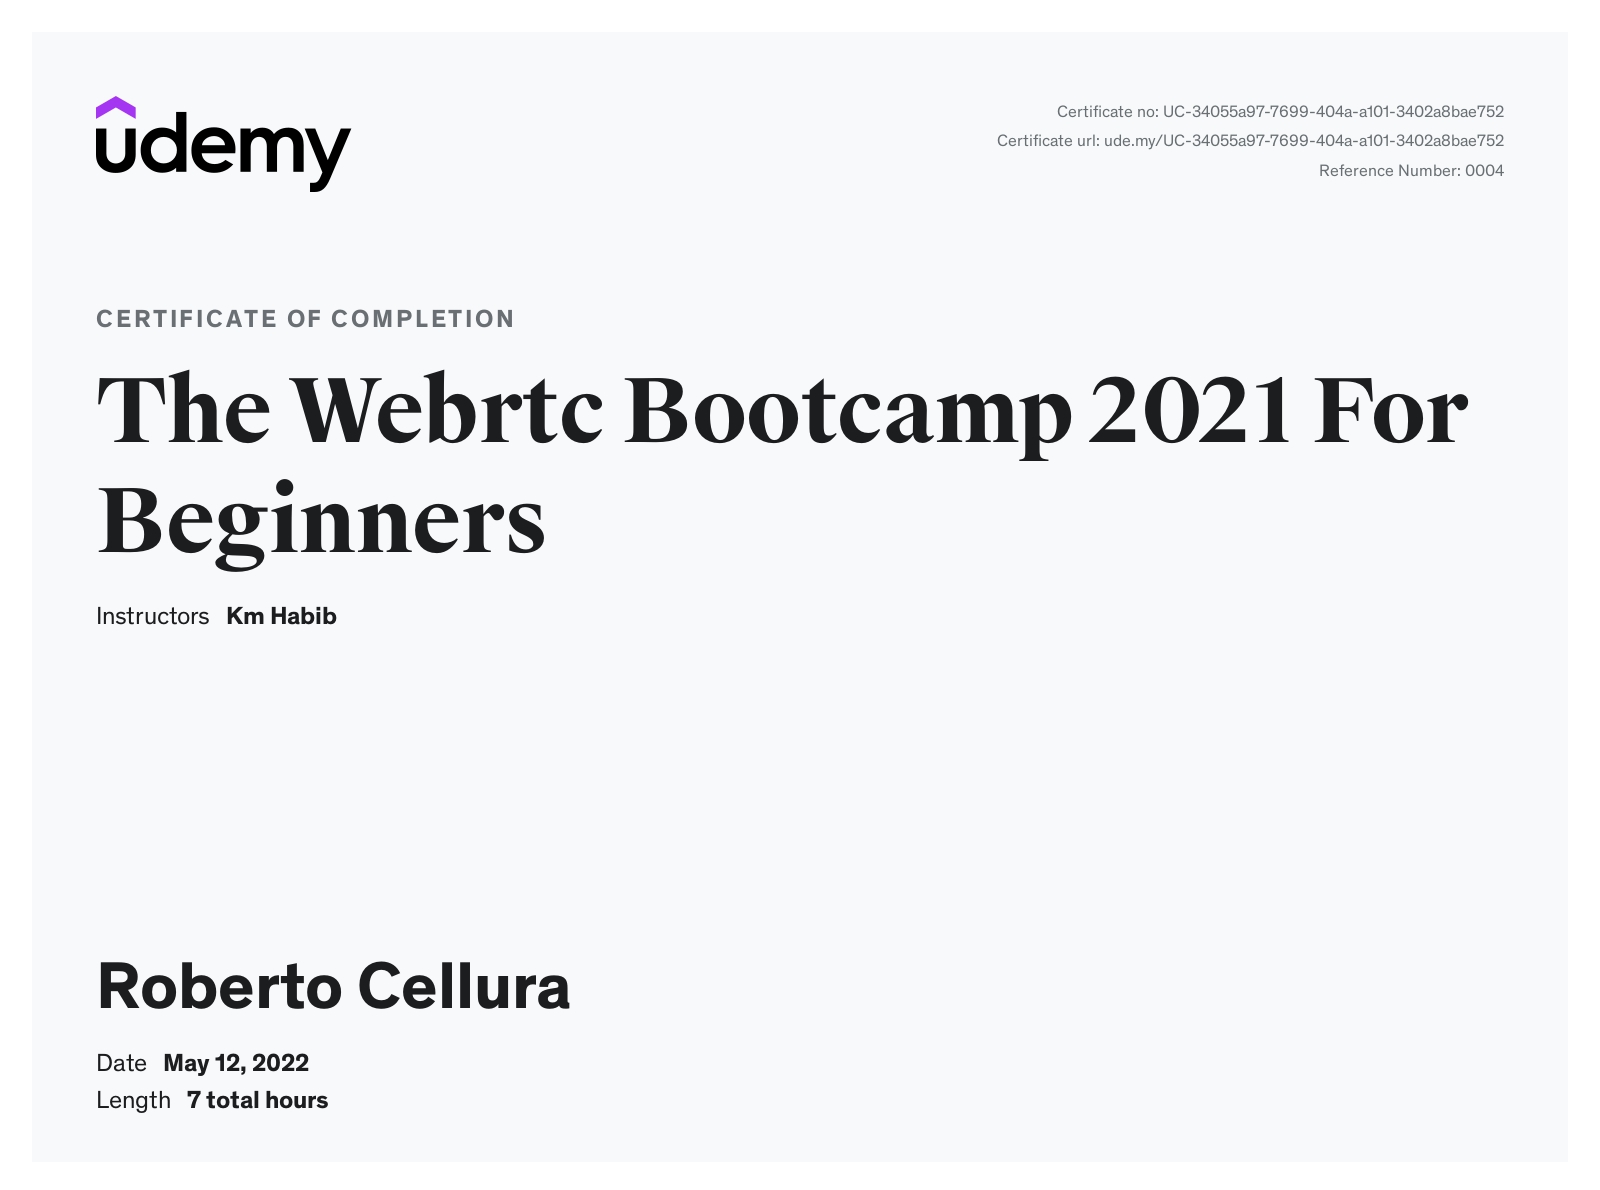 udemy
Certificate no: UC-34055a97-7699-404a-a101-3402a8bae752
Certificate url: ude.my/UC-34055a97-7699-404a-a101-3402a8bae752
Reference Number: 0004
CERTIFICATE OF COMPLETION
The Webrtc Bootcamp 2021 For
Beginners
Instructors Km Habib
Roberto Cellura
Date May 12, 2022
Length 7 total hours